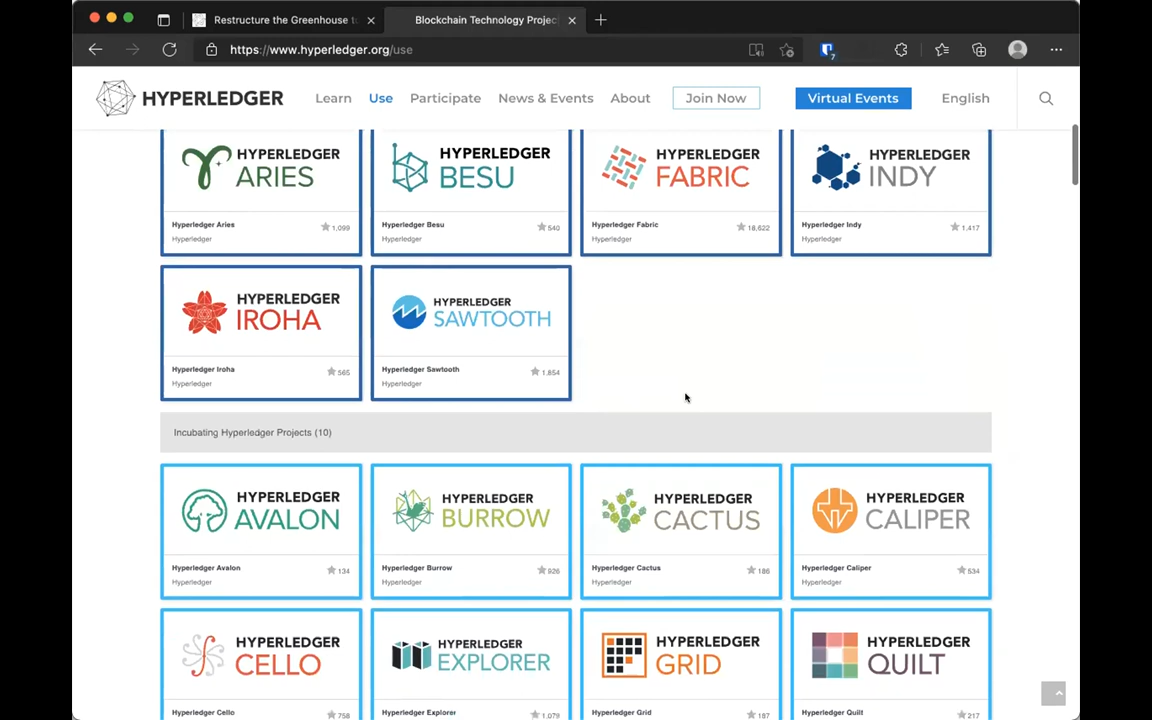 Restructure the Greenhouse to
Blockchain Technology Projec
https://www.hyperledger.org/use
7
HYPERLEDGER
Learn
Use
Participate
News & Events
About
Join Now
Virtual Events
English
HYPERLEDGER
ARIES
HYPERLEDGER
BESU
HYPERLEDGER
FABRIC
HYPERLEDGER
INDY
Hyperledger Aries
1,099
Hyperledger
Hyperledger Besu
540
Hyperledger
Hyperledger Fabric
18,622
Hyperledger
Hyperledger Indy
1,417
Hyperledger
HYPERLEDGER
IROHA
HYPERLEDGER
SAWTOOTH
Hyperledger Iroha
565
Hyperledger
Hyperledger Sawtooth
1,854
Hyperledger
Incubating Hyperledger Projects (10)
HYPERLEDGER
AVALON
HYPERLEDGER
BURROW
HYPERLEDGER
CACTUS
HYPERLEDGER
CALIPER
Hyperledger Avalon
134
Hyperledger
Hyperledger Burrow
926
Hyperledger
Hyperledger Cactus
186
Hyperledger
Hyperledger Caliper
534
Hyperledger
HYPERLEDGER
CELLO
HYPERLEDGER
EXPLORER
HYPERLEDGER
GRID
HYPERLEDGER
QUILT
Hyperledger Cello
758
Hyperledger Explorer
1,079
Hyperledger Grid
187
Hyperledger Quilt
217